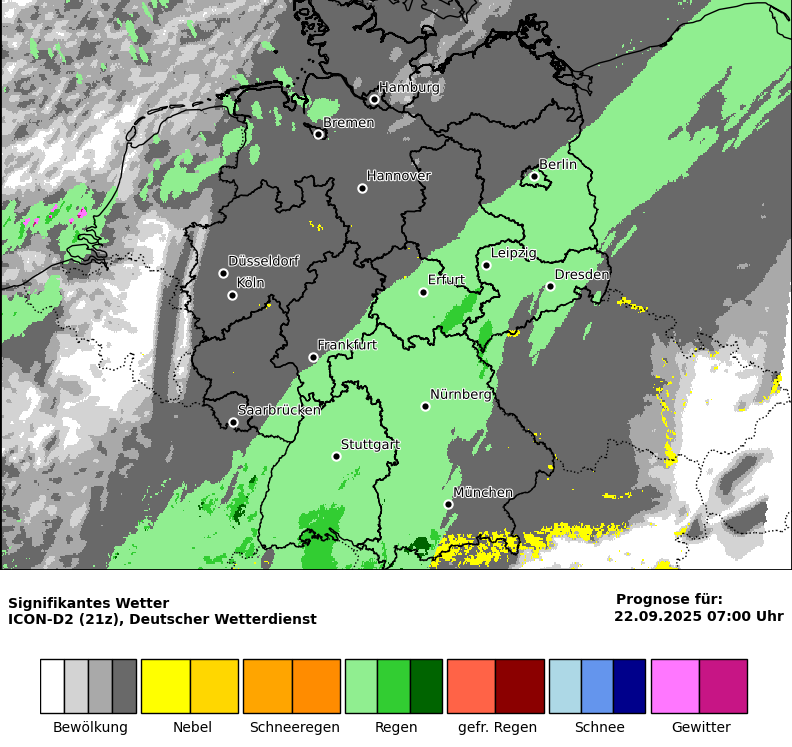 Hamburg
Bremen
Berlin
Hannover
Leipzig
Düsseldorf
Dresden
Köln
Erfurt
Frankfurt
Nürnberg
Saarbrücken
Stuttgart
München
Signifikantes Wetter
ICON-D2 (21z), Deutscher Wetterdienst
Prognose für:
22.09.2025 07:00 Uhr
Bewölkung
Nebel
Schneeregen
Regen
gefr. Regen
Schnee
Gewitter